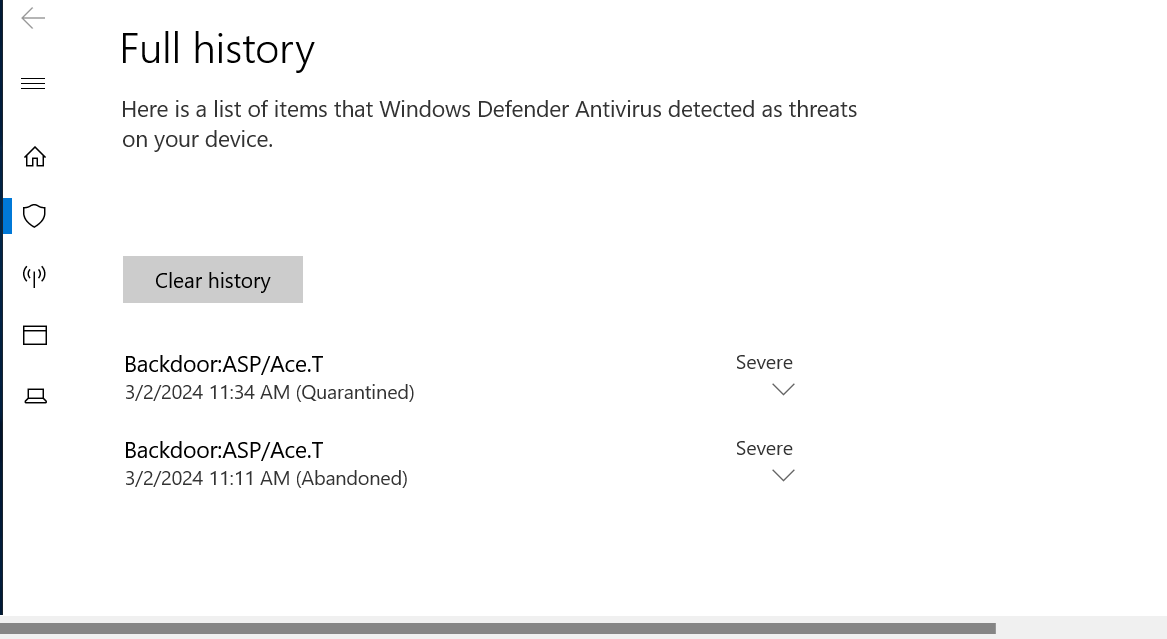 Full history
Here is a list of items that Windows Defender Antivirus detected as threats
on your device.
Clear history
Backdoor:ASP/Ace.T
Severe
3/2/2024 11:34 AM (Quarantined)
Backdoor:ASP/Ace.T
Severe
3/2/2024 11:11 AM (Abandoned)